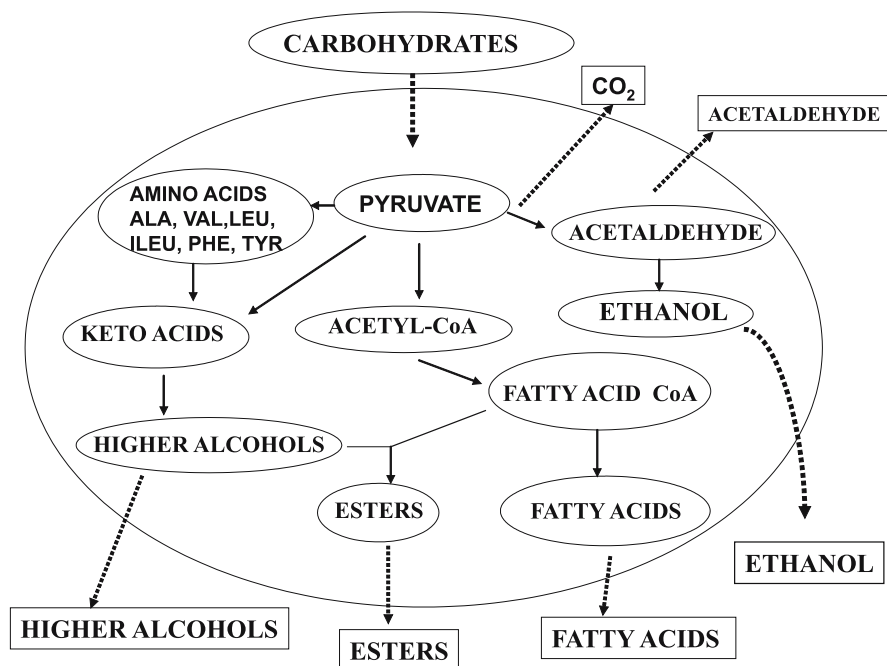 CARBOHYDRATES
CO₂
ACETALDEHYDE
AMINO ACIDS
ALA, VAL,LEU,
ILEU, PHE, TYR
PYRUVATE
ACETALDEHYDE
ETHANOL
KETO ACIDS
ACETYL-CoA
FATTY ACID CoA
HIGHER ALCOHOLS
ESTERS
FATTY ACIDS
ETHANOL
HIGHER ALCOHOLS
ESTERS
FATTY ACIDS